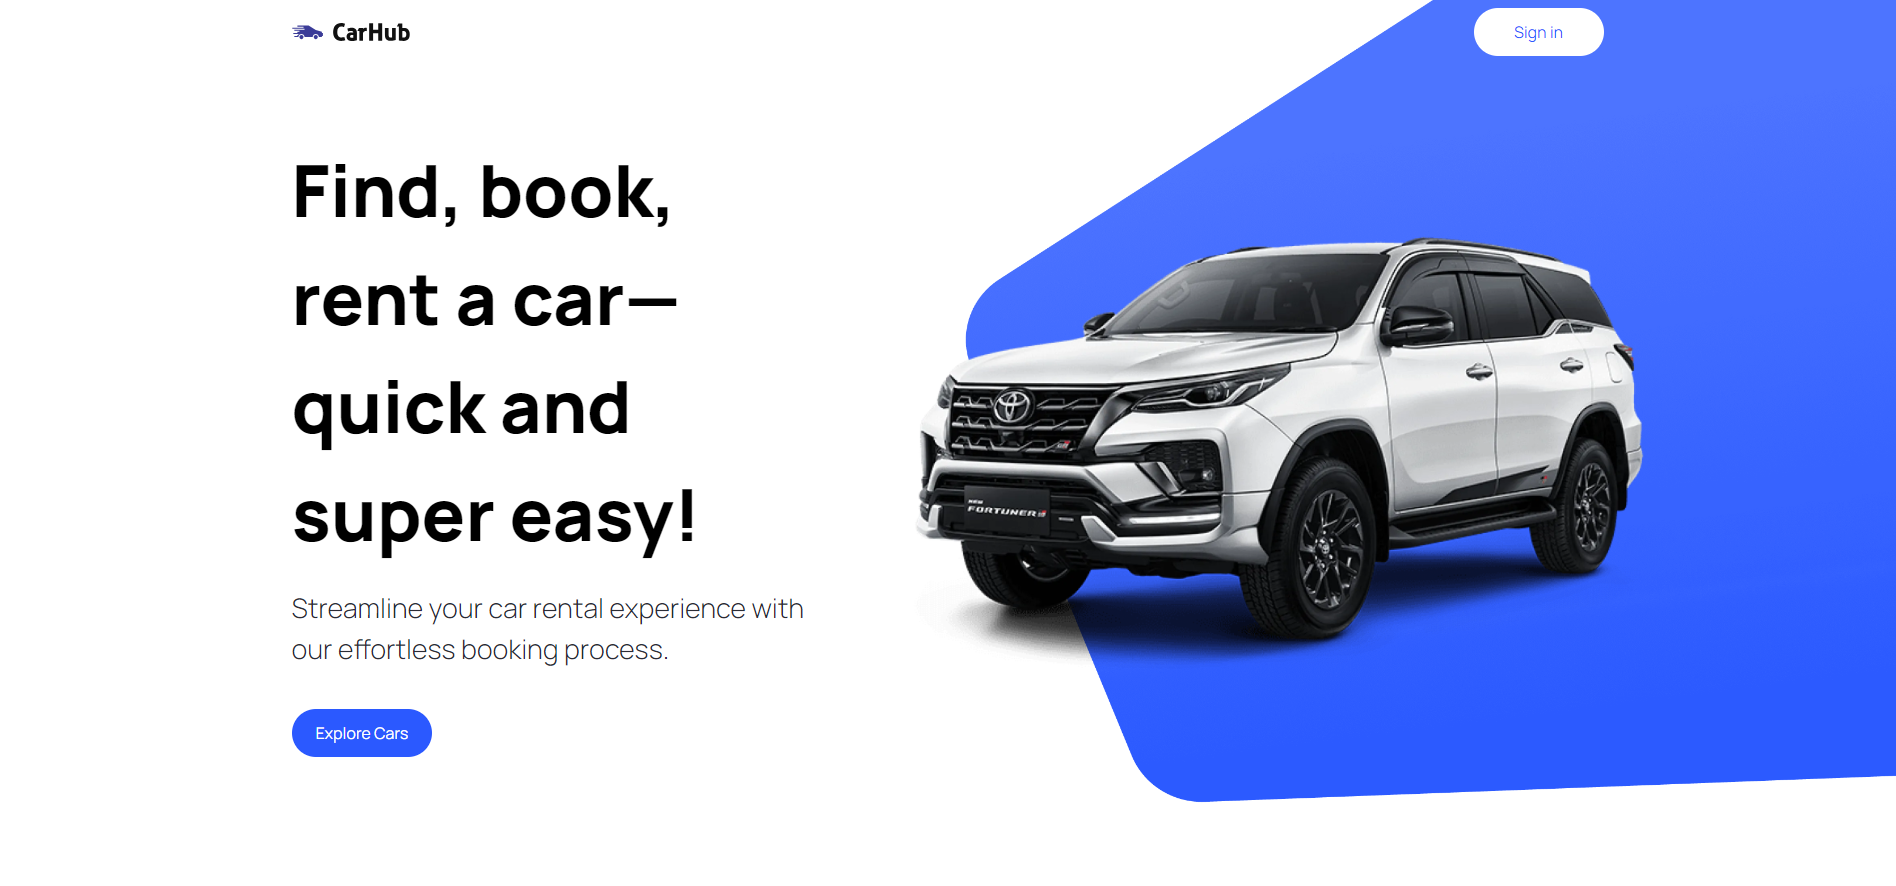 CarHub
Sign in
Find, book,
rent a car—
quick and
super easy!
Streamline your car rental experience with
our effortless booking process.
Explore Cars
NEW
FORTUNER